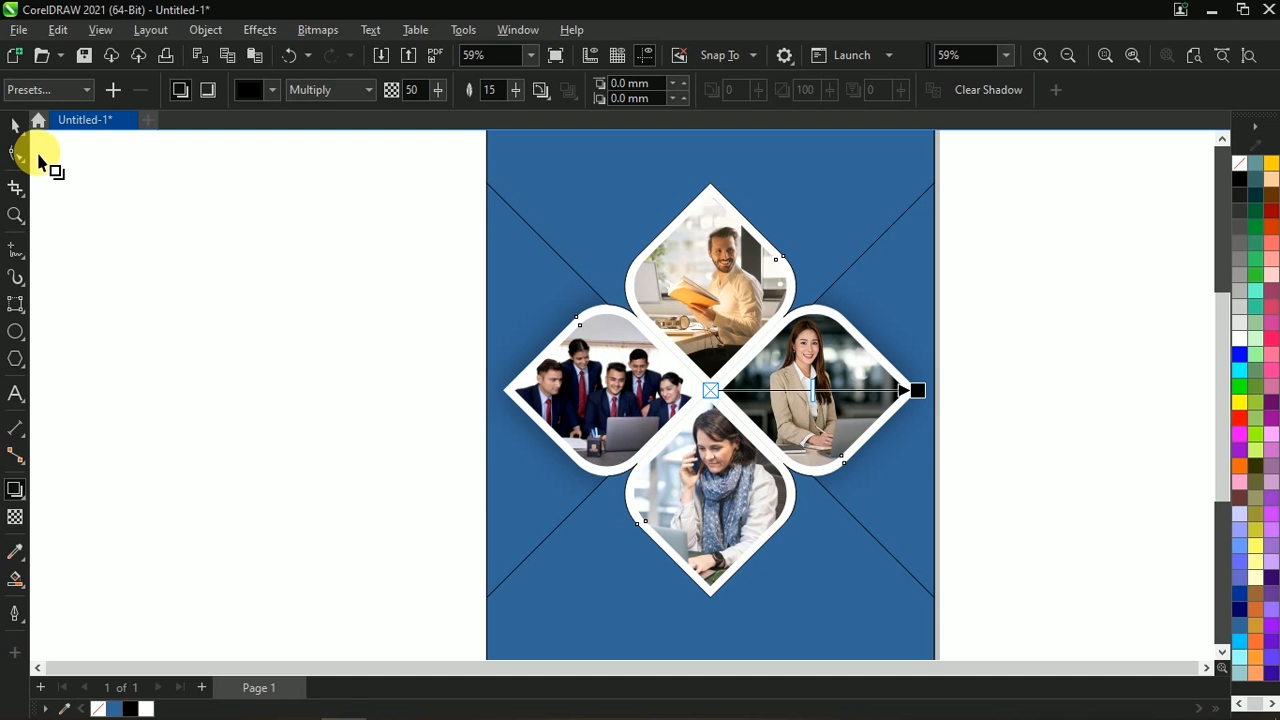 CorelDRAW 2021 (64-Bit) - Untitled-1*
File Edit View Layout Object Effects Bitmaps Text Table Tools Window Help
PDF 59% Snap To Launch 59%
Presets... Multiply 50 15 0.0 mm 0 100 0 Clear Shadow
0.0 mm
Untitled-1*
1 of 1 Page 1